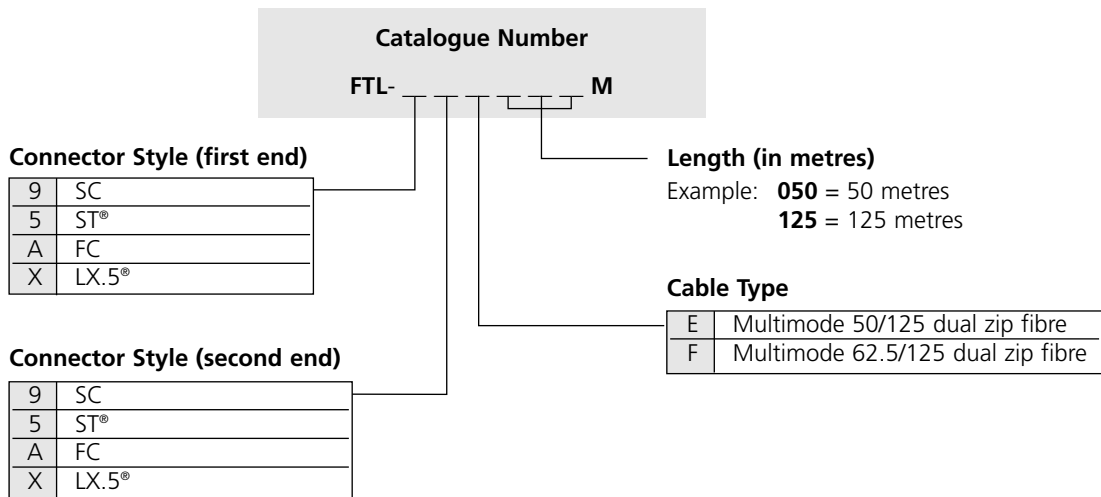 Catalogue Number
FTL- _ _ _ _ _ _ M
Connector Style (first end)
9 SC
5 ST®
A FC
X LX.5®
Length (in metres)
Example: 050 = 50 metres
125 = 125 metres
Cable Type
E Multimode 50/125 dual zip fibre
F Multimode 62.5/125 dual zip fibre
Connector Style (second end)
9 SC
5 ST®
A FC
X LX.5®